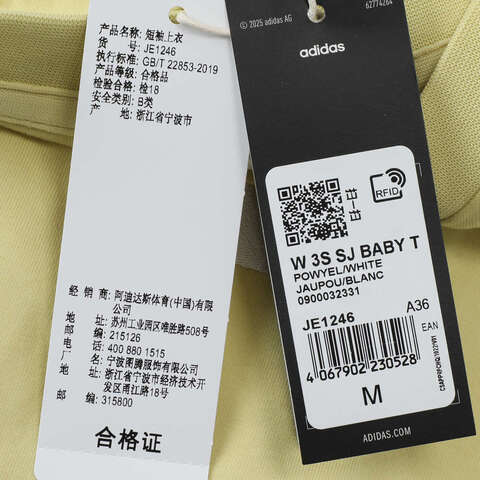 产品名称: 短袖上衣
货号: JE1246
执行标准: GB/T 22853-2019
产品等级: 合格品
检验合格: 检18
安全类别: B类
产 地: 浙江省宁波市
经 销 商: 阿迪达斯体育(中国)有限
公司
地 址: 苏州工业园区唯胜路508号
邮 编: 215126
电 话: 400 880 1515
厂 名: 宁波图腾服饰有限公司
地 址: 浙江省宁波市经济技术开
发区甬江路18号
邮 编: 315800
合格证
© 2025 adidas AG
62774264
adidas
RFID
W 3S SJ BABY T
POWYEL/WHITE
JAUPOU/BLANC
0900032331
JE1246
A36
EAN
4 067902 230528
M
ADIDAS.COM